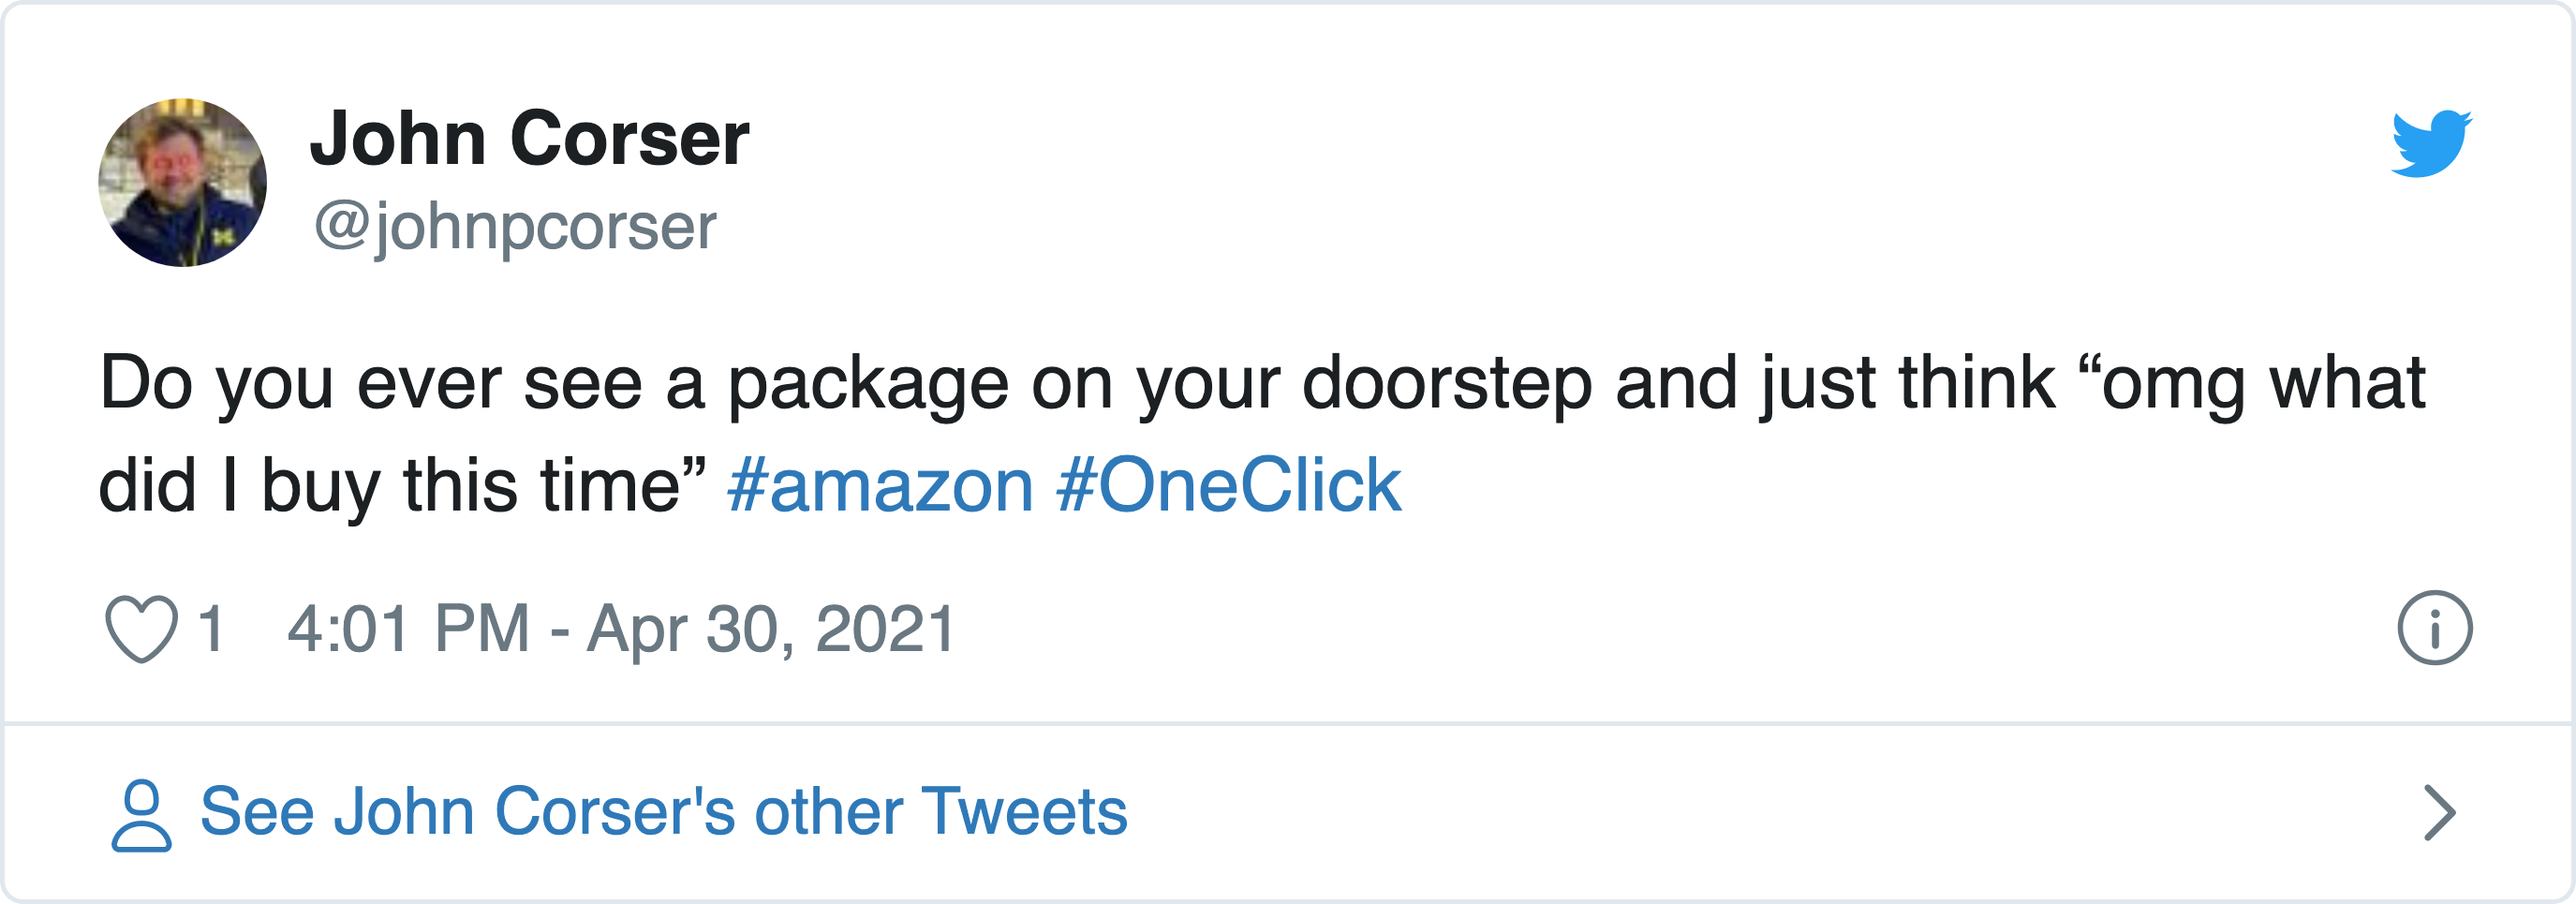 John Corser
@johnpcorser
Do you ever see a package on your doorstep and just think “omg what
did I buy this time” #amazon #OneClick
1 4:01 PM - Apr 30, 2021
See John Corser's other Tweets